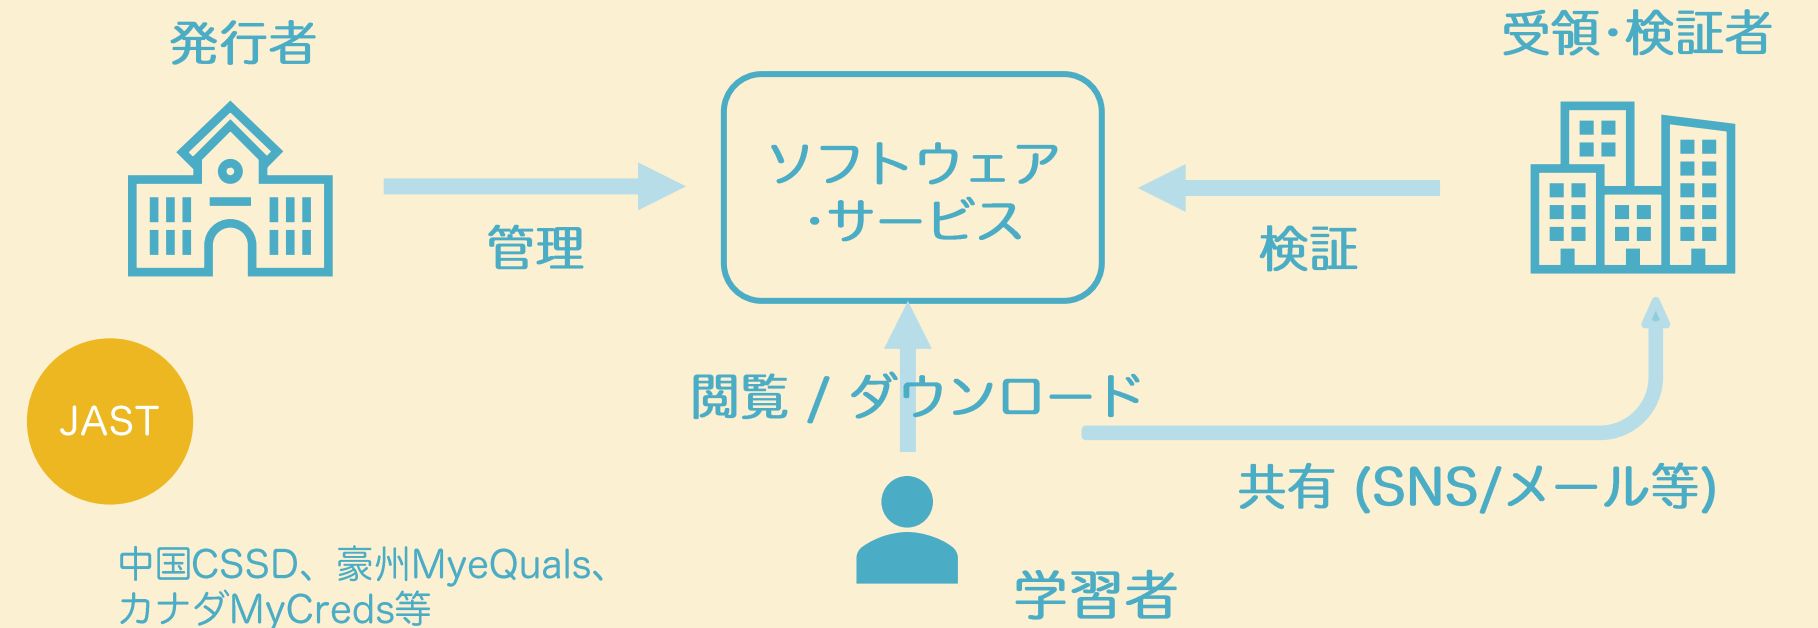 発行者
受領･検証者
ソフトウェア
･サービス
管理
検証
閲覧 / ダウンロード
JAST
共有 (SNS/メール等)
中国CSSD、豪州MyeQuals、
カナダMyCreds等
学習者